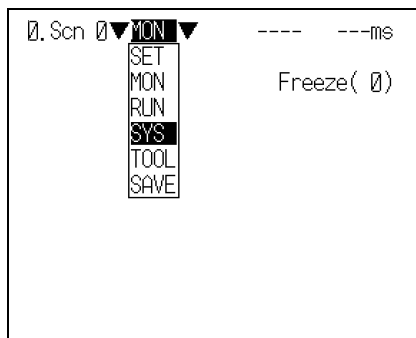 0.Scn 0▼MON ▼ ---- ---ms
SET
MON Freeze( 0)
RUN
SYS
TOOL
SAVE